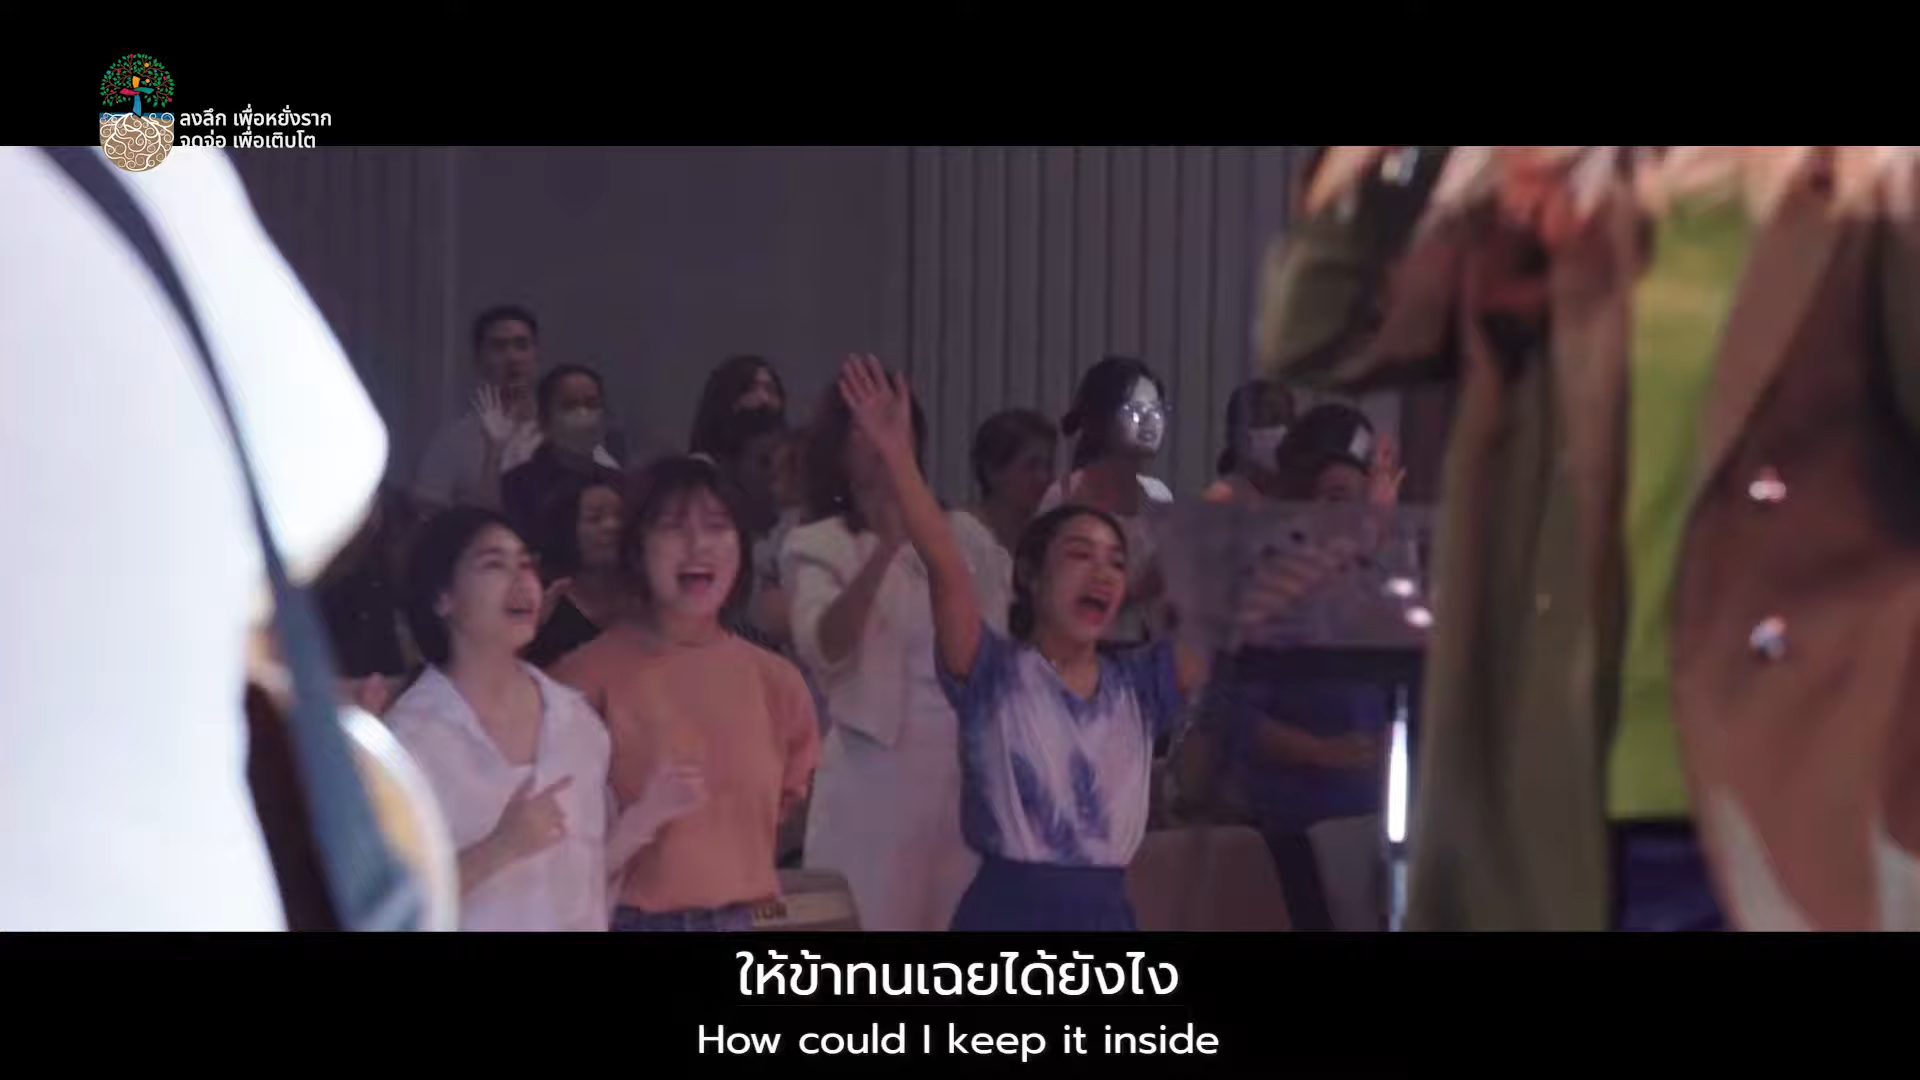 ลงลึก เพื่อหยั่งราก
จดจ่อ เพื่อเติบโต
ให้ข้าทนเฉยได้ยังไง
How could I keep it inside